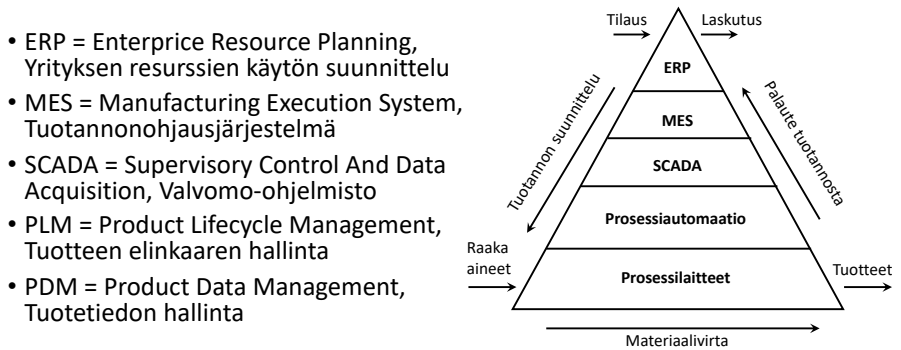 • ERP = Enterprice Resource Planning,
Yrityksen resurssien käytön suunnittelu
• MES = Manufacturing Execution System,
Tuotannonohjausjärjestelmä
• SCADA = Supervisory Control And Data
Acquisition, Valvomo-ohjelmisto
• PLM = Product Lifecycle Management,
Tuotteen elinkaaren hallinta
• PDM = Product Data Management,
Tuotetiedon hallinta
Tilaus
Laskutus
ERP
MES
SCADA
Prosessiautomaatio
Prosessilaitteet
Tuotannon suunnittelu
Palaute tuotannosta
Raaka
aineet
Tuotteet
Materiaalivirta